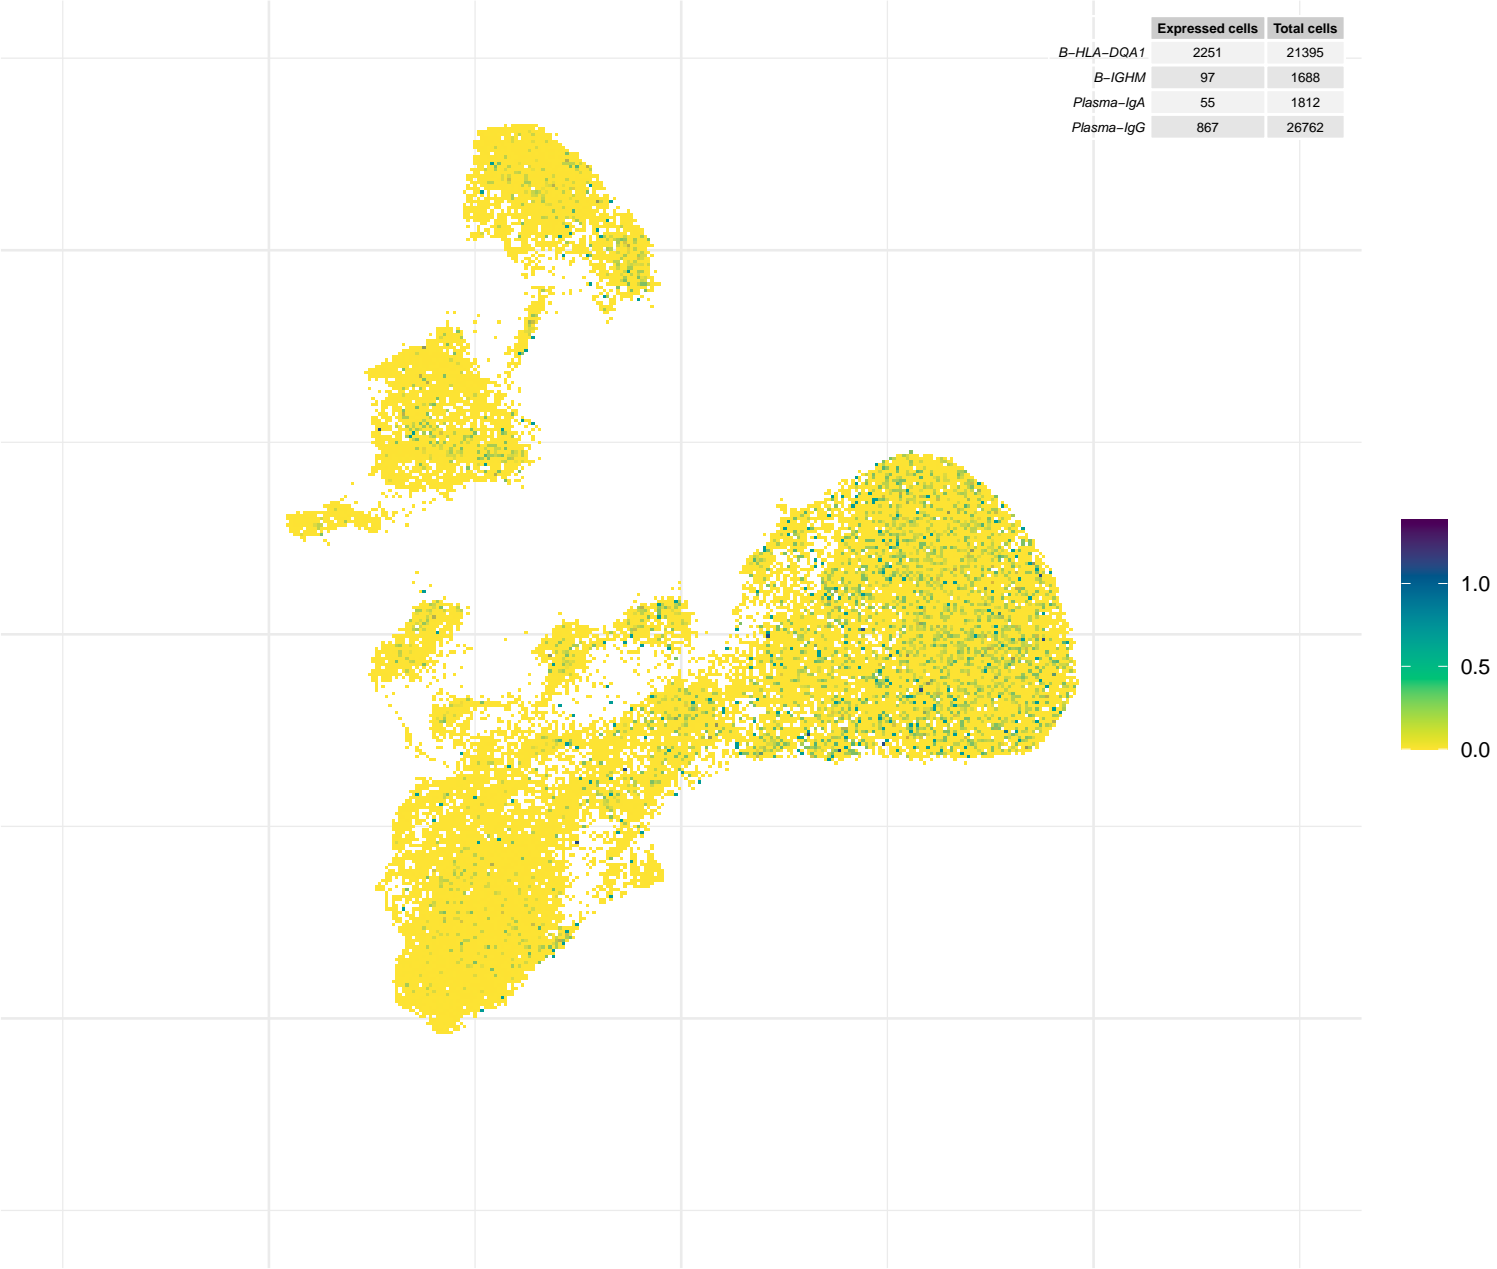 Expressed cells Total cells
B−HLA−DQA1 2251 21395
B−IGHM 97 1688
Plasma−IgA 55 1812
Plasma−IgG 867 26762
1.0
0.5
0.0